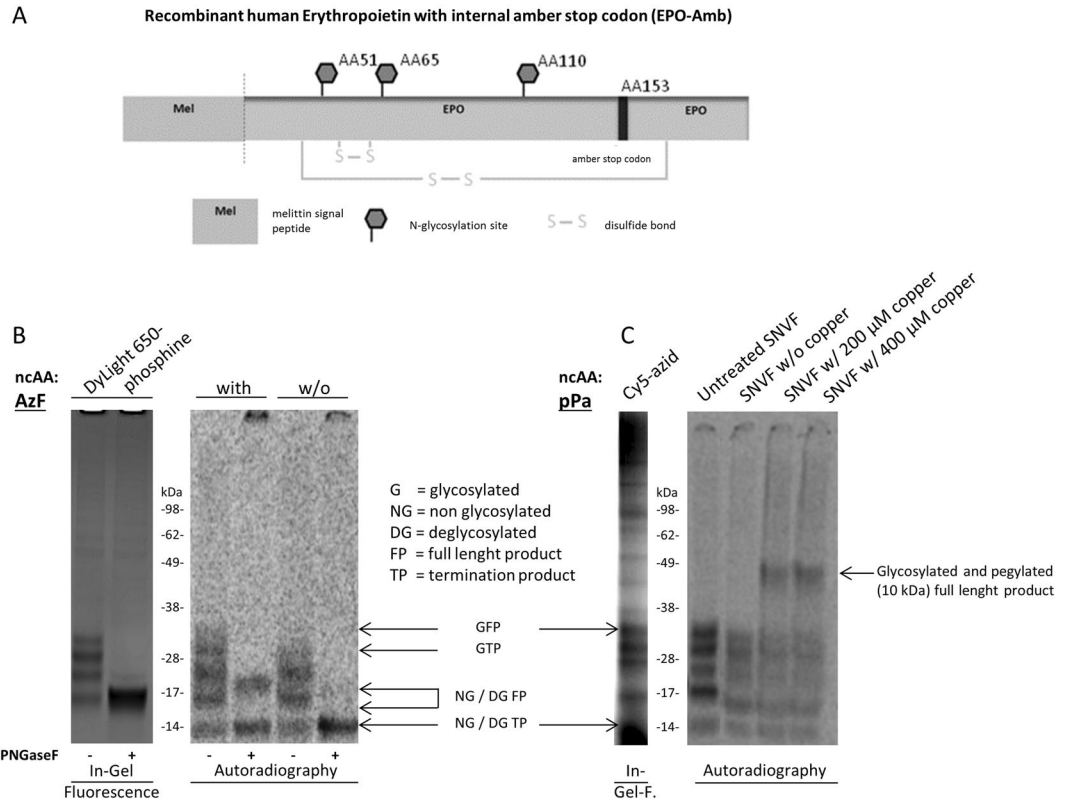 A
Recombinant human Erythropoietin with internal amber stop codon (EPO-Amb)
AA51
AA65
AA110
AA153
Mel
EPO
EPO
S–S
amber stop codon
S–S
Mel
melittin signal
peptide
N-glycosylation site
S–S
disulfide bond
B
ncAA:
AzF
DyLight 650-
phosphine
with
w/o
kDa
-98-
-62-
-49-
-38-
-28-
-17-
-14-
G = glycosylated
NG = non glycosylated
DG = deglycosylated
FP = full lenght product
TP = termination product
GFP
GTP
NG / DG FP
NG / DG TP
PNGaseF - + - + - +
In-Gel
Fluorescence
Autoradiography
C
ncAA:
pPa
Cy5-azid
Untreated SNVF
SNVF w/o copper
SNVF w/ 200 µM copper
SNVF w/ 400 µM copper
kDa
-98-
-62-
-49-
-38-
-28-
-17-
-14-
Glycosylated and pegylated
(10 kDa) full lenght product
In-
Gel-F.
Autoradiography